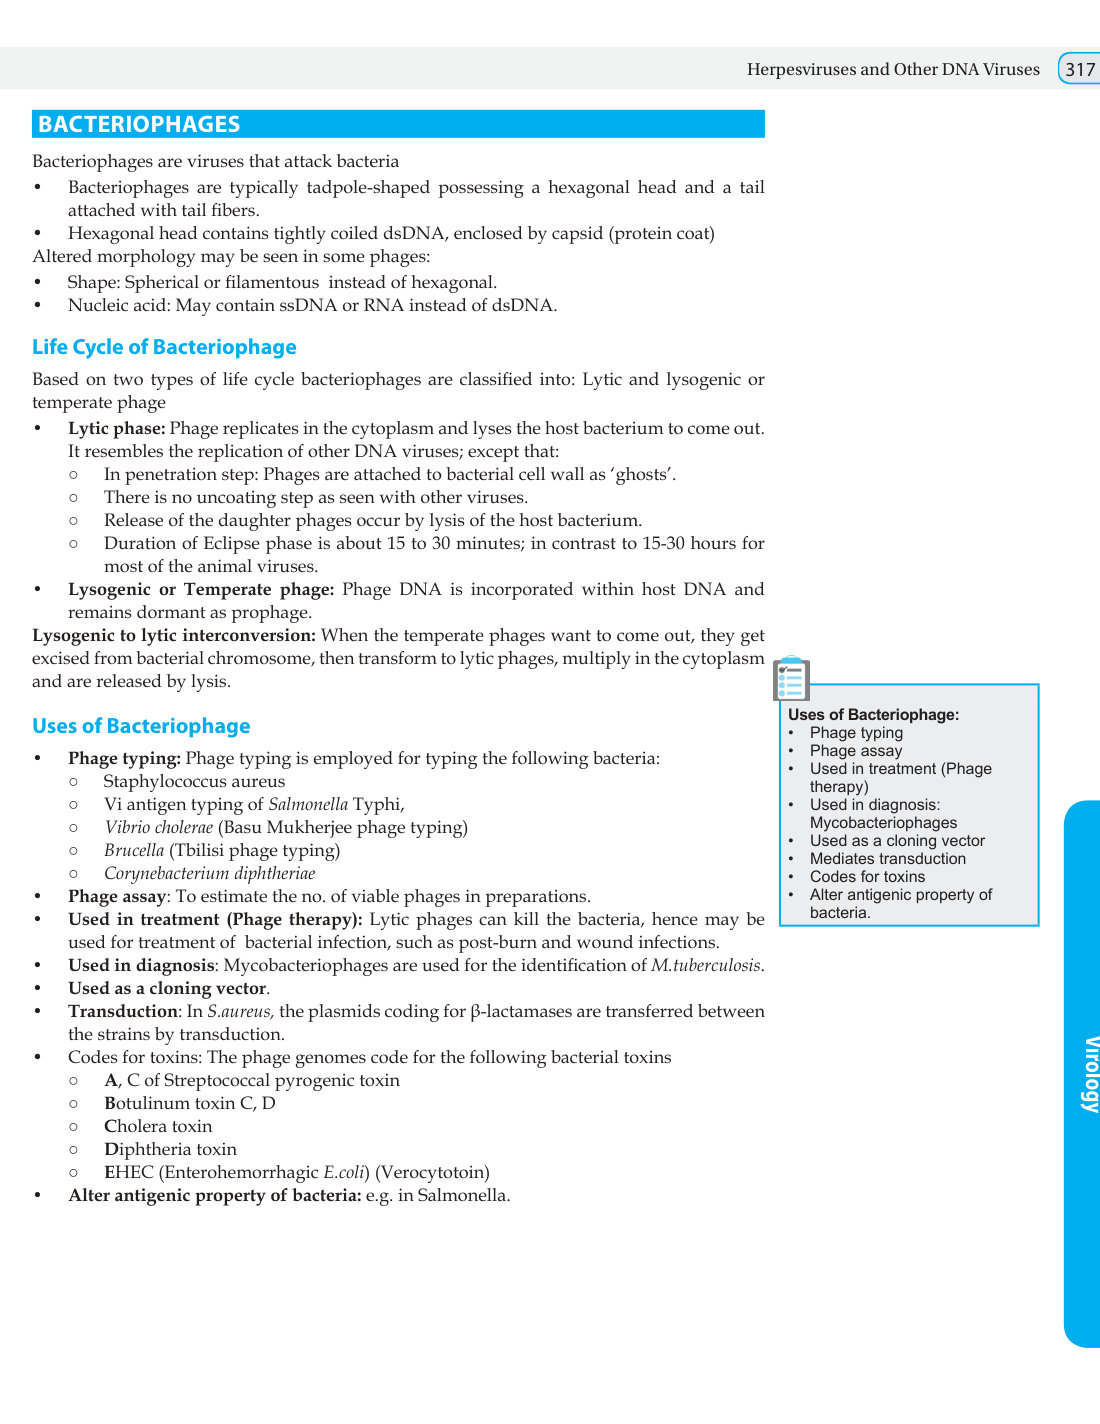 Herpesviruses and Other DNA Viruses 317
BACTERIOPHAGES
Bacteriophages are viruses that attack bacteria
• Bacteriophages are typically tadpole-shaped possessing a hexagonal head and a tail
attached with tail fibers.
• Hexagonal head contains tightly coiled dsDNA, enclosed by capsid (protein coat)
Altered morphology may be seen in some phages:
• Shape: Spherical or filamentous instead of hexagonal.
• Nucleic acid: May contain ssDNA or RNA instead of dsDNA.
Life Cycle of Bacteriophage
Based on two types of life cycle bacteriophages are classified into: Lytic and lysogenic or
temperate phage
• Lytic phase: Phage replicates in the cytoplasm and lyses the host bacterium to come out.
It resembles the replication of other DNA viruses; except that:
○ In penetration step: Phages are attached to bacterial cell wall as ‘ghosts’.
○ There is no uncoating step as seen with other viruses.
○ Release of the daughter phages occur by lysis of the host bacterium.
○ Duration of Eclipse phase is about 15 to 30 minutes; in contrast to 15-30 hours for
most of the animal viruses.
• Lysogenic or Temperate phage: Phage DNA is incorporated within host DNA and
remains dormant as prophage.
Lysogenic to lytic interconversion: When the temperate phages want to come out, they get
excised from bacterial chromosome, then transform to lytic phages, multiply in the cytoplasm
and are released by lysis.
Uses of Bacteriophage
• Phage typing: Phage typing is employed for typing the following bacteria:
○ Staphylococcus aureus
○ Vi antigen typing of Salmonella Typhi,
○ Vibrio cholerae (Basu Mukherjee phage typing)
○ Brucella (Tbilisi phage typing)
○ Corynebacterium diphtheriae
• Phage assay: To estimate the no. of viable phages in preparations.
• Used in treatment (Phage therapy): Lytic phages can kill the bacteria, hence may be
used for treatment of bacterial infection, such as post-burn and wound infections.
• Used in diagnosis: Mycobacteriophages are used for the identification of M.tuberculosis.
• Used as a cloning vector.
• Transduction: In S.aureus, the plasmids coding for β-lactamases are transferred between
the strains by transduction.
• Codes for toxins: The phage genomes code for the following bacterial toxins
○ A, C of Streptococcal pyrogenic toxin
○ Botulinum toxin C, D
○ Cholera toxin
○ Diphtheria toxin
○ EHEC (Enterohemorrhagic E.coli) (Verocytotoin)
• Alter antigenic property of bacteria: e.g. in Salmonella.
Uses of Bacteriophage:
• Phage typing
• Phage assay
• Used in treatment (Phage
therapy)
• Used in diagnosis:
Mycobacteriophages
• Used as a cloning vector
• Mediates transduction
• Codes for toxins
• Alter antigenic property of
bacteria.
Virology